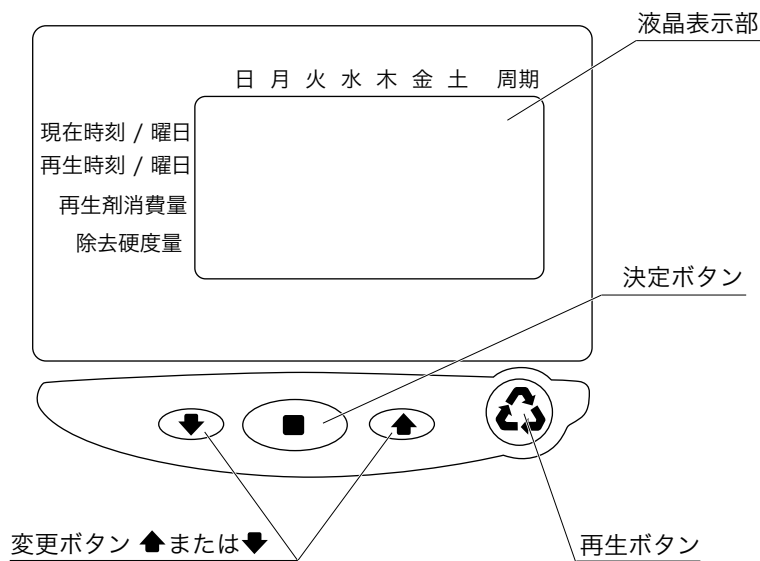 液晶表示部
日 月 火 水 木 金 土 周期
現在時刻 / 曜日
再生時刻 / 曜日
再生剤消費量
除去硬度量
決定ボタン
変更ボタン 🡅または🡇
再生ボタン